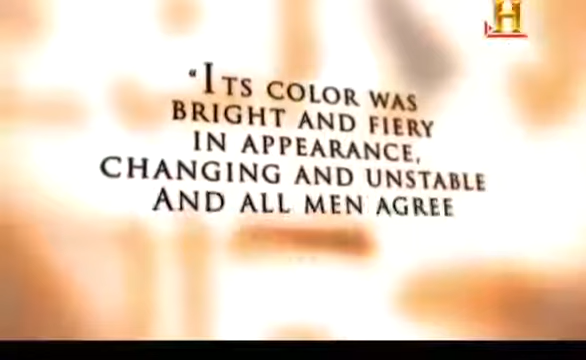 H
"ITS COLOR WAS
BRIGHT AND FIERY
IN APPEARANCE,
CHANGING AND UNSTABLE
AND ALL MEN AGREE